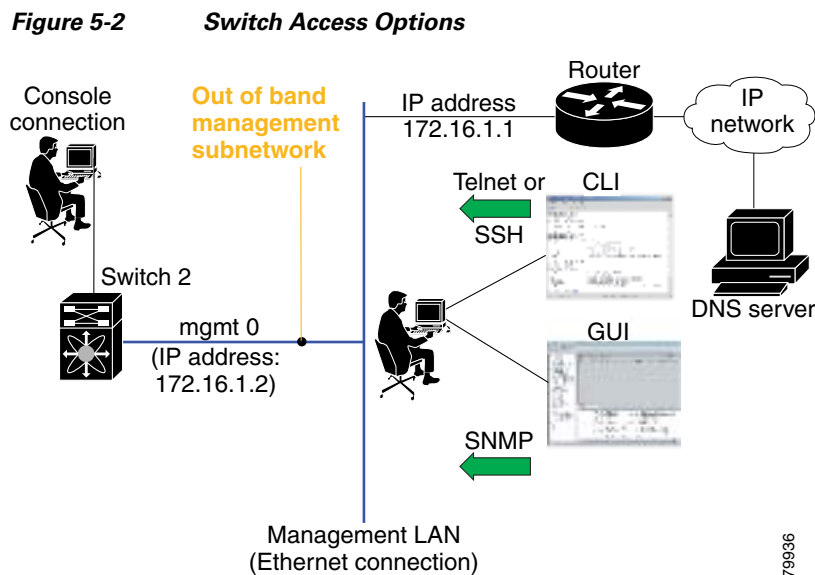 Figure 5-2 Switch Access Options
Console
connection
Out of band
management
subnetwork
IP address
172.16.1.1
Router
IP
network
Telnet or
SSH
CLI
DNS server
Switch 2
mgmt 0
(IP address:
172.16.1.2)
GUI
SNMP
Management LAN
(Ethernet connection)
79936